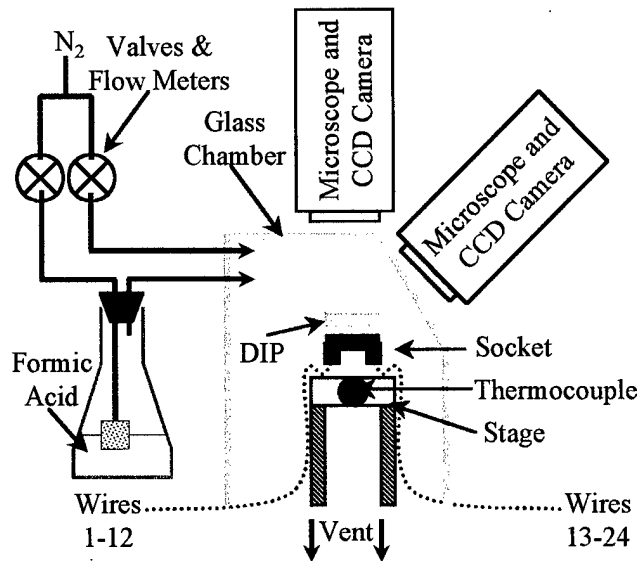 N2
Valves &
Flow Meters
Glass
Chamber
Microscope and
CCD Camera
Microscope and
CCD Camera
DIP
Socket
Formic
Acid
Thermocouple
Stage
Wires
1-12
Vent
Wires
13-24